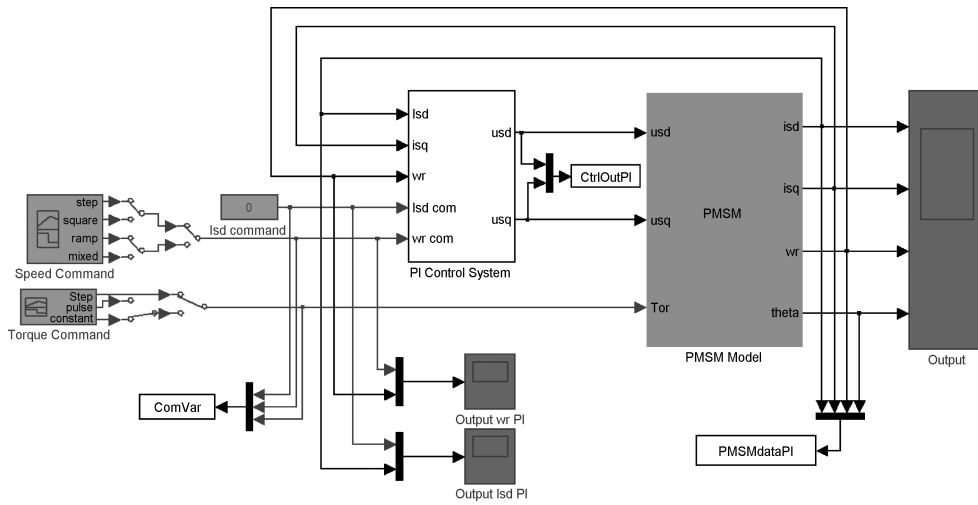 step
square
ramp
mixed
Speed Command
Step
pulse
constant
Torque Command
0
Isd command
Isd
isq
wr
Isd com
wr com
usd
usq
PI Control System
CtrlOutPI
usd
usq
Tor
PMSM
isd
isq
wr
theta
PMSM Model
Output
ComVar
Output wr PI
Output Isd PI
PMSMdataPI